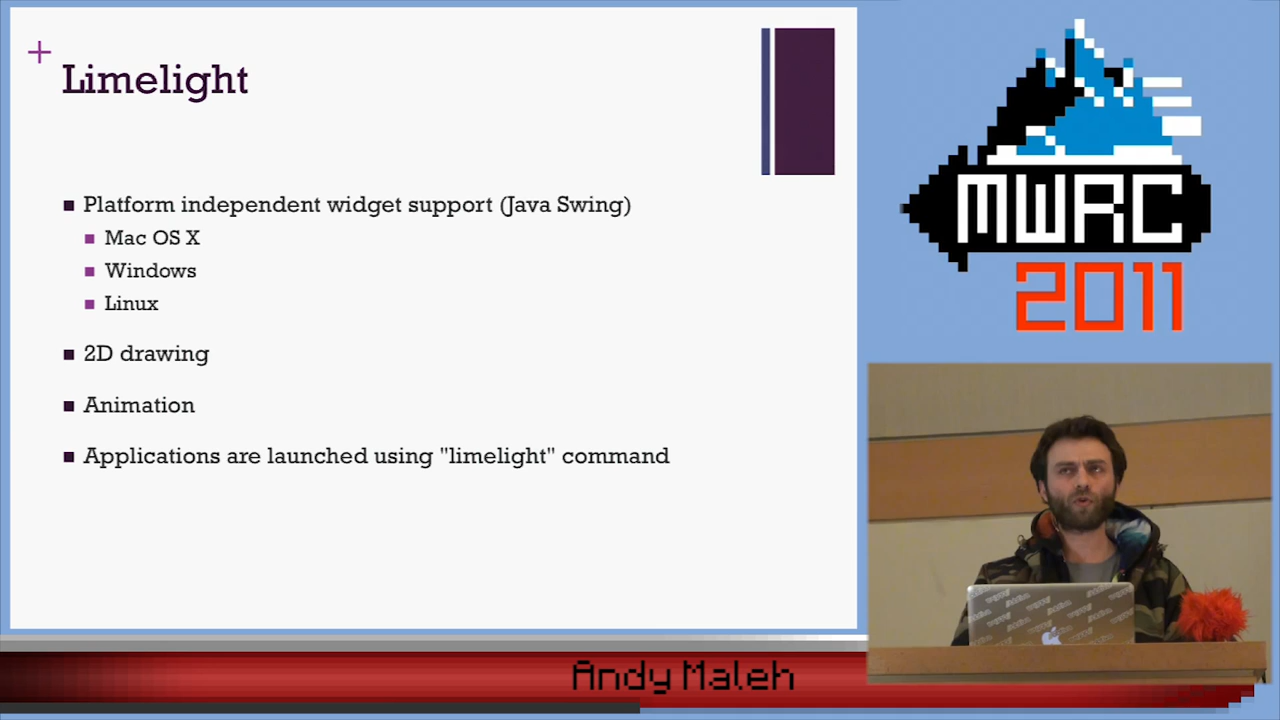 +
Limelight
Platform independent widget support (Java Swing)
Mac OS X
Windows
Linux
2D drawing
Animation
Applications are launched using "limelight" command
MWRC
2011
Andy Maleh